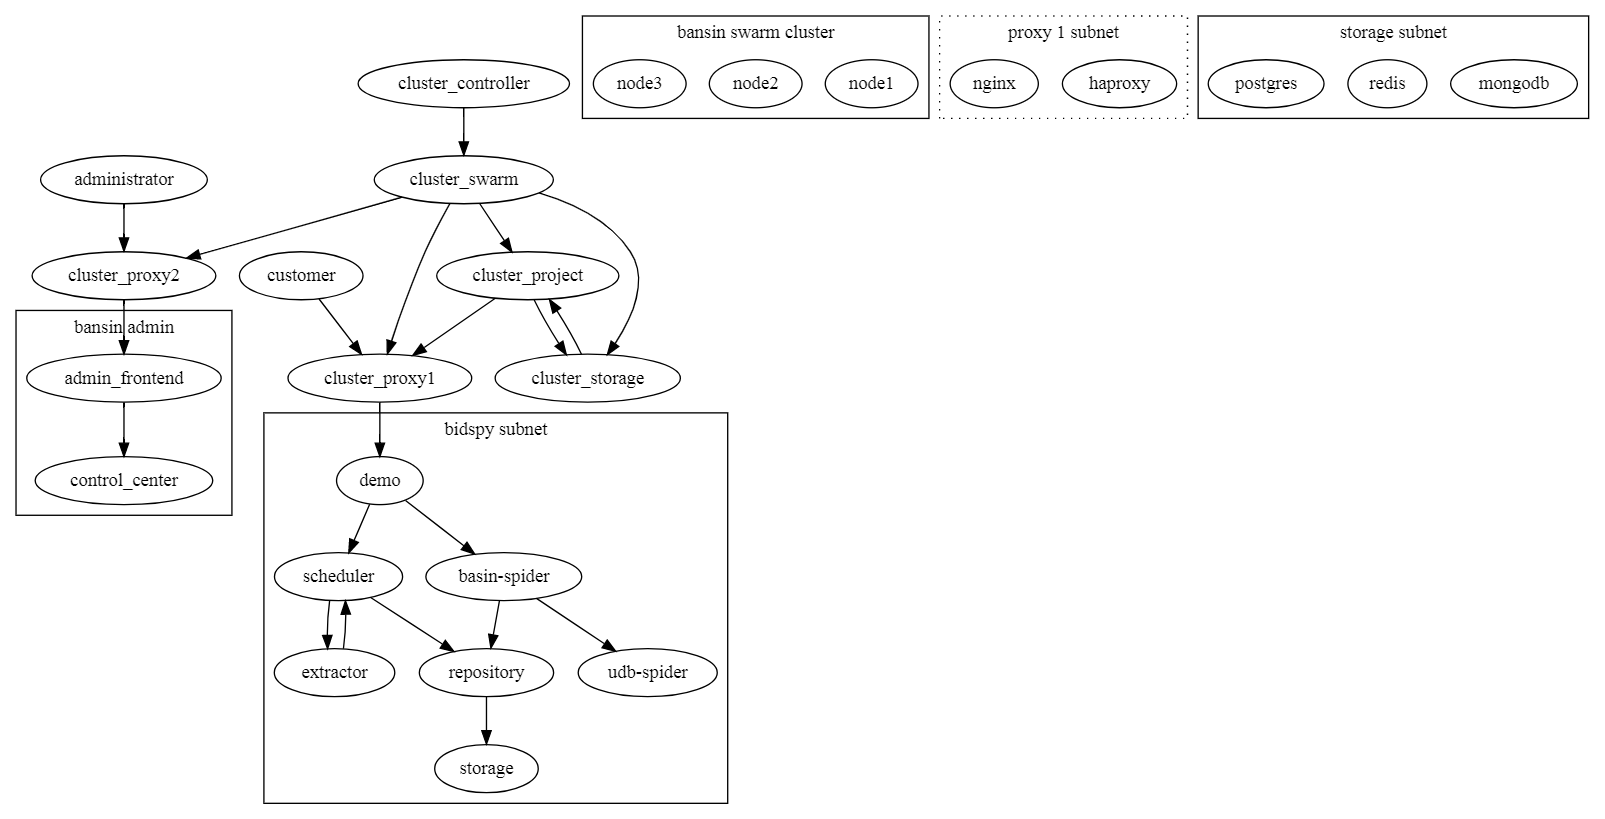 bansin swarm cluster
proxy 1 subnet
storage subnet
cluster_controller
node3
node2
node1
nginx
haproxy
postgres
redis
mongodb
administrator
cluster_swarm
cluster_proxy2
customer
cluster_project
bansin admin
admin_frontend
cluster_proxy1
cluster_storage
bidspy subnet
control_center
demo
scheduler
basin-spider
extractor
repository
udb-spider
storage